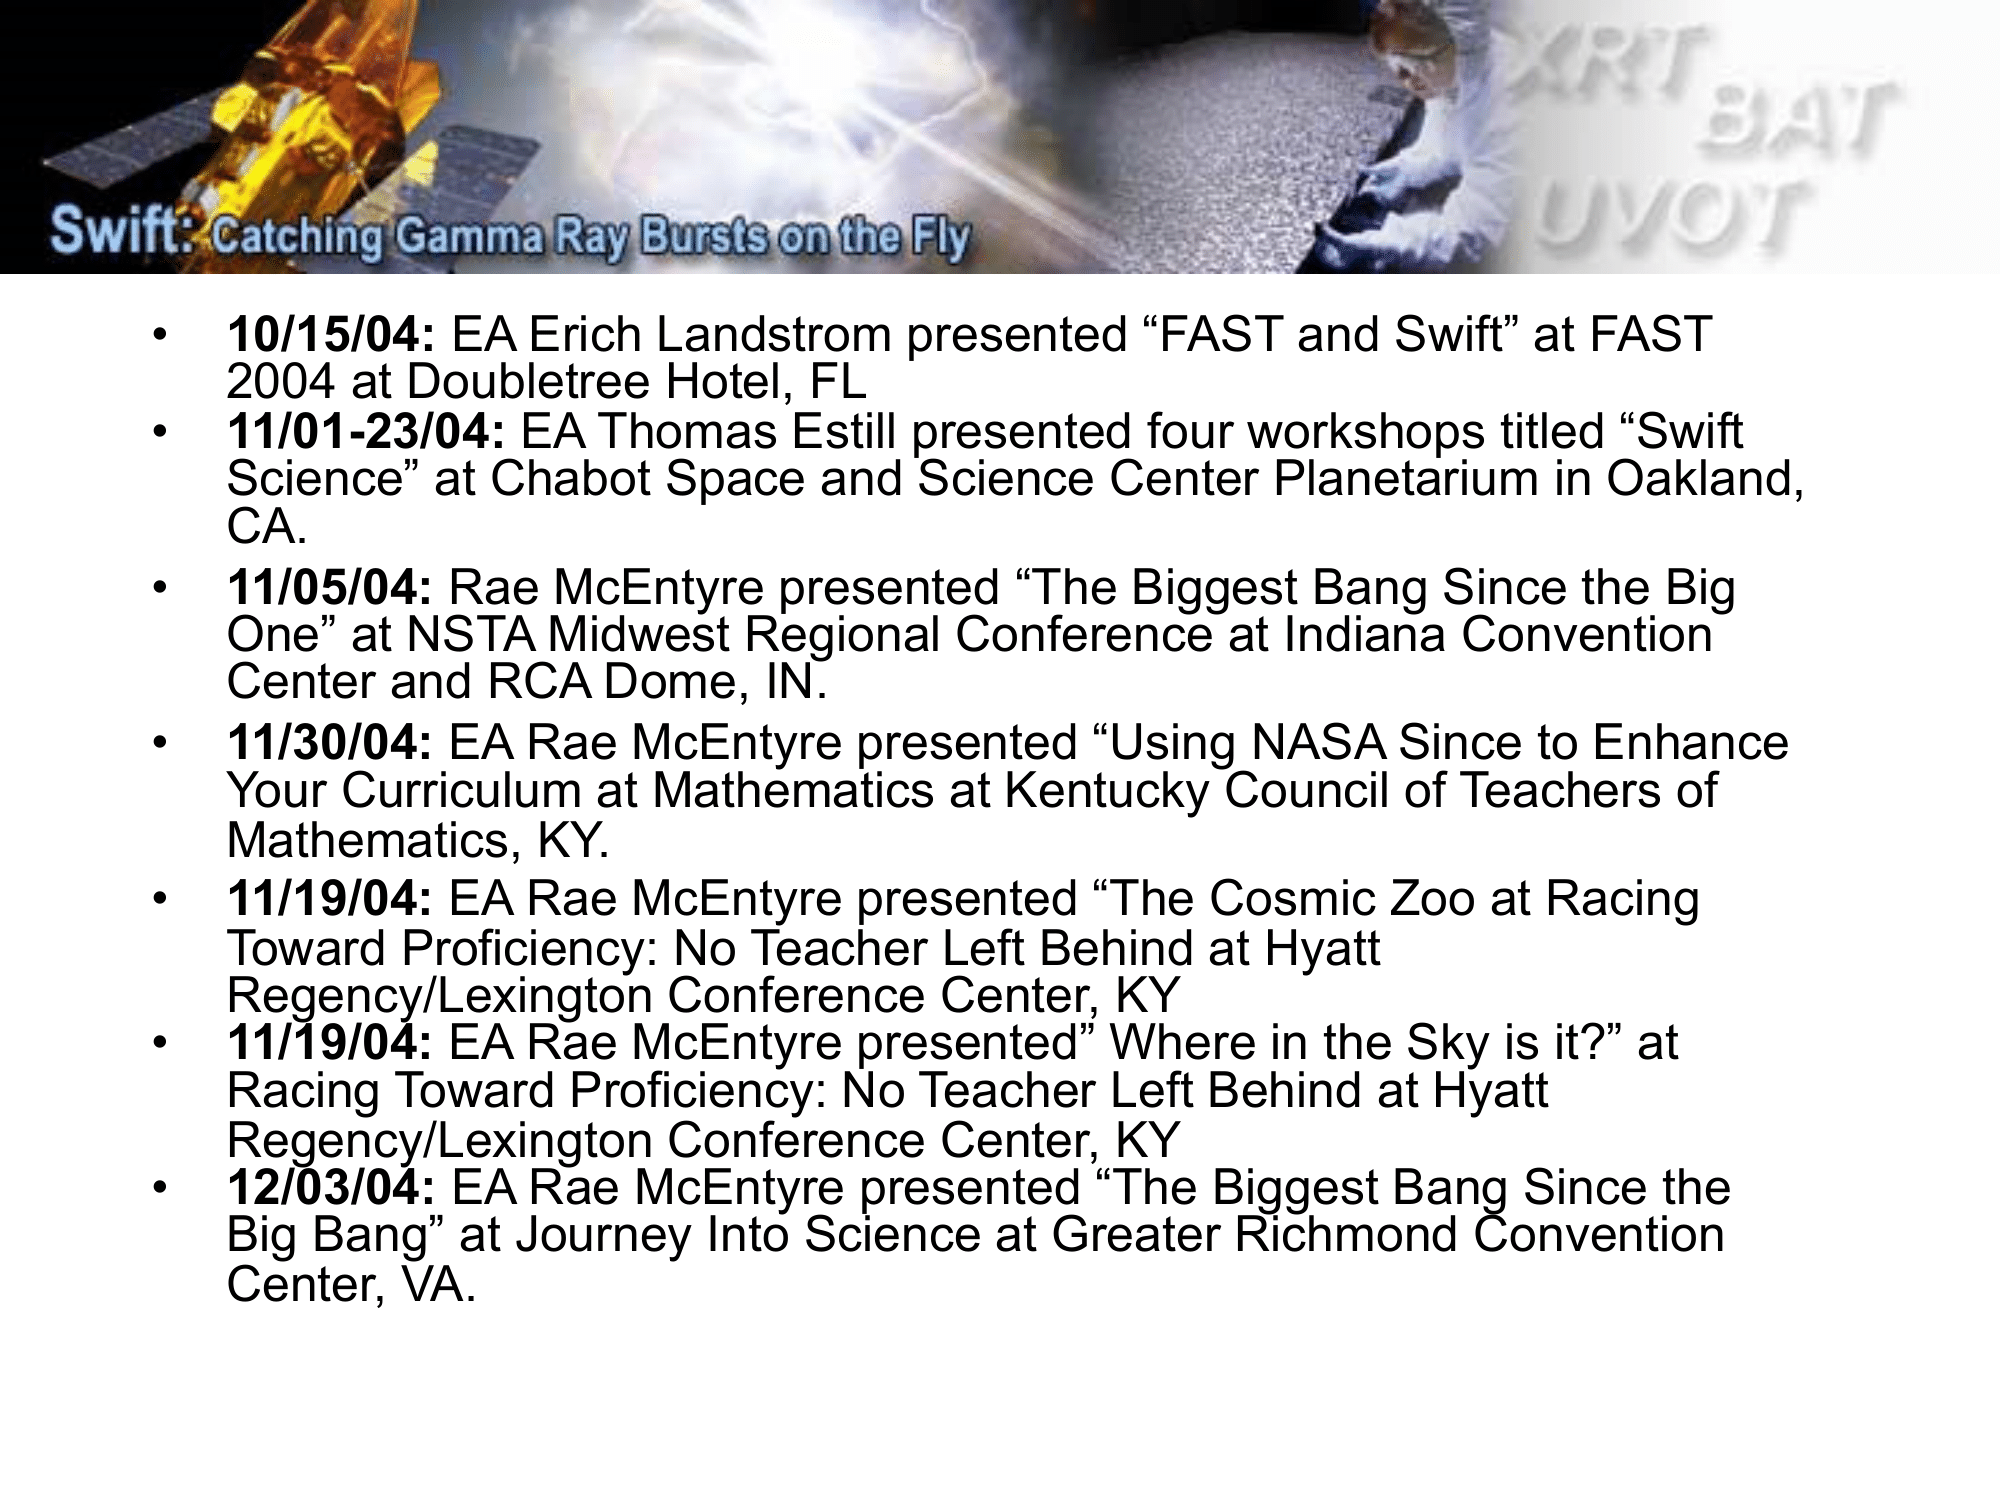 XRT
BAT
UVOT
Swift: Catching Gamma Ray Bursts on the Fly
• 10/15/04: EA Erich Landstrom presented “FAST and Swift” at FAST
2004 at Doubletree Hotel, FL
• 11/01-23/04: EA Thomas Estill presented four workshops titled “Swift
Science” at Chabot Space and Science Center Planetarium in Oakland,
CA.
• 11/05/04: Rae McEntyre presented “The Biggest Bang Since the Big
One” at NSTA Midwest Regional Conference at Indiana Convention
Center and RCA Dome, IN.
• 11/30/04: EA Rae McEntyre presented “Using NASA Since to Enhance
Your Curriculum at Mathematics at Kentucky Council of Teachers of
Mathematics, KY.
• 11/19/04: EA Rae McEntyre presented “The Cosmic Zoo at Racing
Toward Proficiency: No Teacher Left Behind at Hyatt
Regency/Lexington Conference Center, KY
• 11/19/04: EA Rae McEntyre presented” Where in the Sky is it?” at
Racing Toward Proficiency: No Teacher Left Behind at Hyatt
Regency/Lexington Conference Center, KY
• 12/03/04: EA Rae McEntyre presented “The Biggest Bang Since the
Big Bang” at Journey Into Science at Greater Richmond Convention
Center, VA.